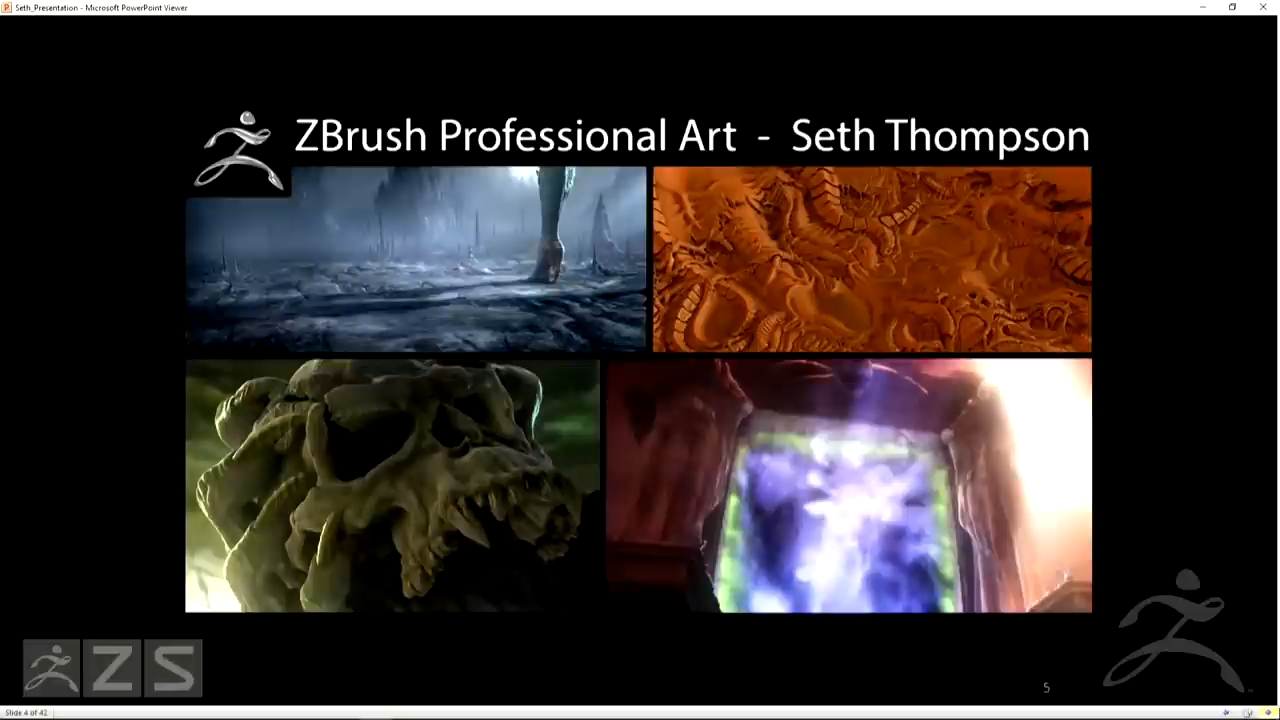 Seth_Presentation - Microsoft PowerPoint Viewer
ZBrush Professional Art - Seth Thompson
ZS
5
Slide 4 of 42